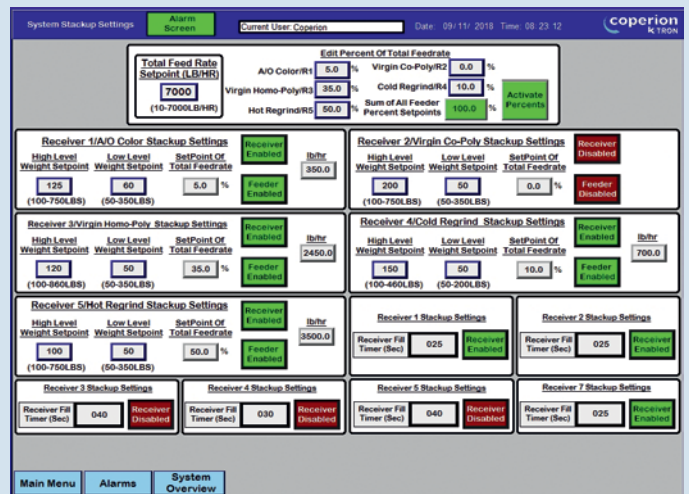 System Stackup Settings
Alarm Screen
Current User: Coperion
Date: 09/11/ 2018 Time: 08:23:12
coperion
K TRON
Edit Percent Of Total Feedrate
Total Feed Rate
Setpoint (LB/HR)
7000
(10-7000LB/HR)
A/O Color/R1 5.0 %
Virgin Co-Poly/R2 0.0 %
Virgin Homo-Poly/R3 35.0 %
Cold Regrind/R4 10.0 %
Hot Regrind/R5 50.0 %
Sum of All Feeder
Percent Setpoints 100.0 %
Activate
Percents
Receiver 1/A/O Color Stackup Settings
High Level Low Level SetPoint Of
Weight Setpoint Weight Setpoint Total Feedrate
125 60 5.0 %
(100-750LBS) (50-350LBS)
Receiver
Enabled
Feeder
Enabled
lb/hr
350.0
Receiver 2/Virgin Co-Poly Stackup Settings
High Level Low Level SetPoint Of
Weight Setpoint Weight Setpoint Total Feedrate
200 50 0.0 %
(100-750LBS) (50-350LBS)
Receiver
Disabled
Feeder
Disabled
Receiver 3/Virgin Homo-Poly Stackup Settings
High Level Low Level SetPoint Of
Weight Setpoint Weight Setpoint Total Feedrate
120 50 35.0 %
(100-860LBS) (50-350LBS)
Receiver
Enabled
Feeder
Enabled
lb/hr
2450.0
Receiver 4/Cold Regrind Stackup Settings
High Level Low Level SetPoint Of
Weight Setpoint Weight Setpoint Total Feedrate
150 50 10.0 %
(100-460LBS) (50-200LBS)
Receiver
Enabled
Feeder
Enabled
lb/hr
700.0
Receiver 5/Hot Regrind Stackup Settings
High Level Low Level SetPoint Of
Weight Setpoint Weight Setpoint Total Feedrate
100 50 50.0 %
(100-750LBS) (50-350LBS)
Receiver
Enabled
Feeder
Enabled
lb/hr
3500.0
Receiver 1 Stackup Settings
Receiver Fill
Timer (Sec) 025 Receiver
Enabled
Receiver 2 Stackup Settings
Receiver Fill
Timer (Sec) 025 Receiver
Enabled
Receiver 3 Stackup Settings
Receiver Fill
Timer (Sec) 040 Receiver
Disabled
Receiver 4 Stackup Settings
Receiver Fill
Timer (Sec) 030 Receiver
Disabled
Receiver 5 Stackup Settings
Receiver Fill
Timer (Sec) 040 Receiver
Disabled
Receiver 7 Stackup Settings
Receiver Fill
Timer (Sec) 025 Receiver
Enabled
Main Menu
Alarms
System
Overview